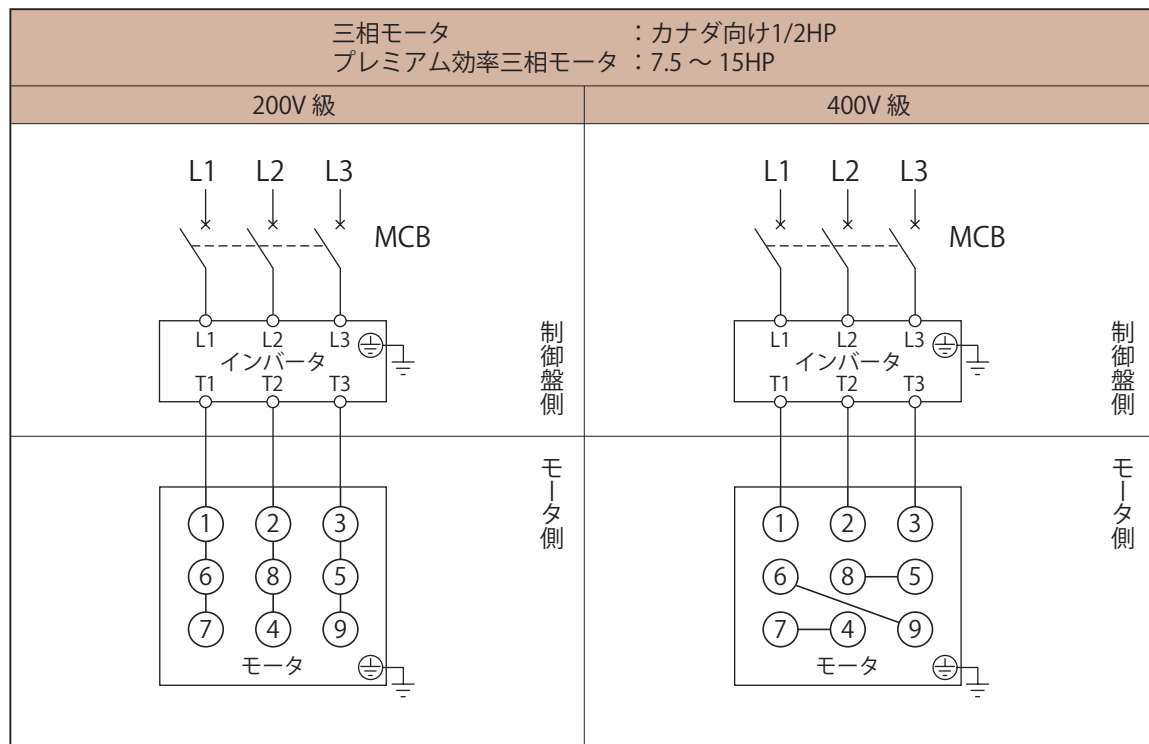 三相モータ ：カナダ向け1/2HP
プレミアム効率三相モータ ：7.5 ～ 15HP
200V 級
400V 級
L1 L2 L3
MCB
L1 L2 L3
インバータ
T1 T2 T3
制御盤側
モータ側
1 2 3
6 8 5
7 4 9
モータ
L1 L2 L3
MCB
L1 L2 L3
インバータ
T1 T2 T3
制御盤側
モータ側
1 2 3
6 8 5
7 4 9
モータ